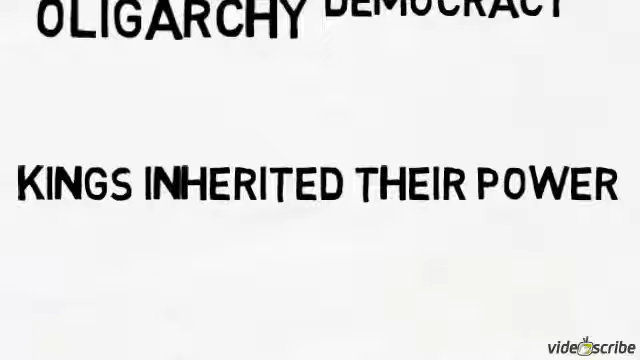 OLIGARCHY DEMOCRACY
KINGS INHERITED THEIR POWER
videoscribe